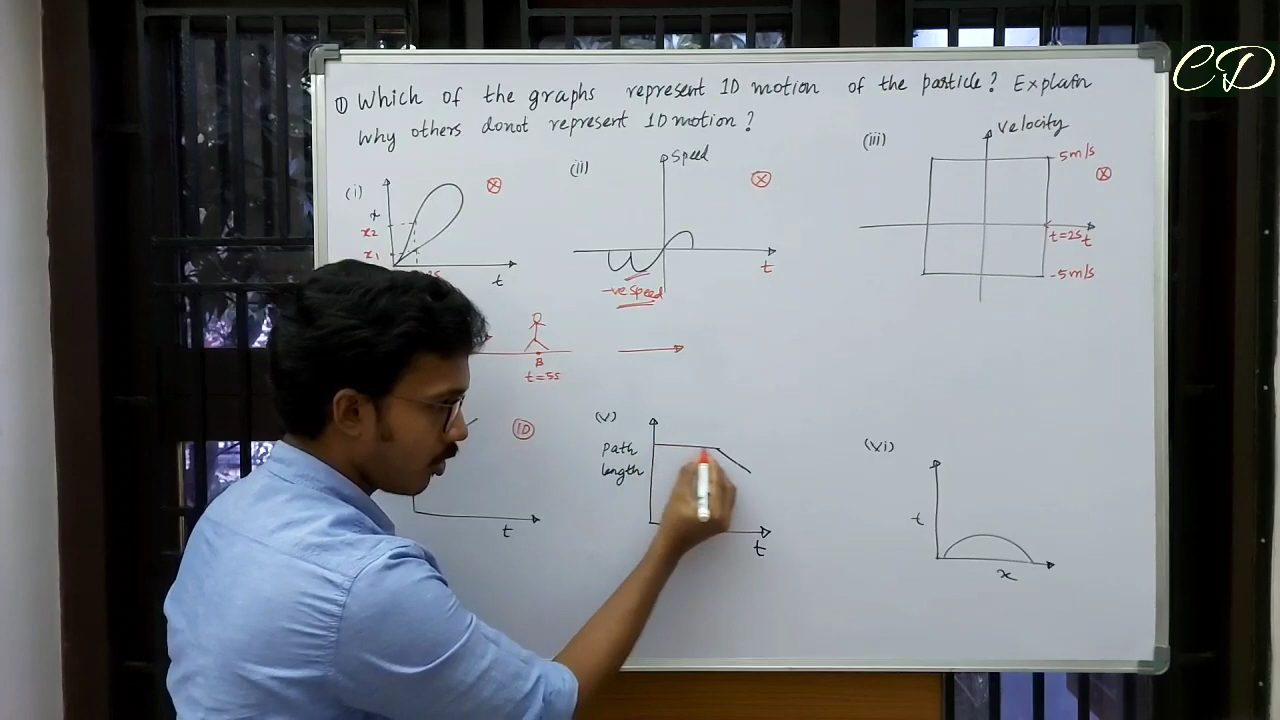 CD
① Which of the graphs represent 1D motion of the particle? Explain
why others donot represent 1D motion?
(i)
x
x2
x1
t
(ii)
Speed
t
-ve Speed
(iii)
velocity
5m/s
t=2s
t
-5m/s
B
t=5s
1D
t
(v)
Path
length
t
(vi)
t
x